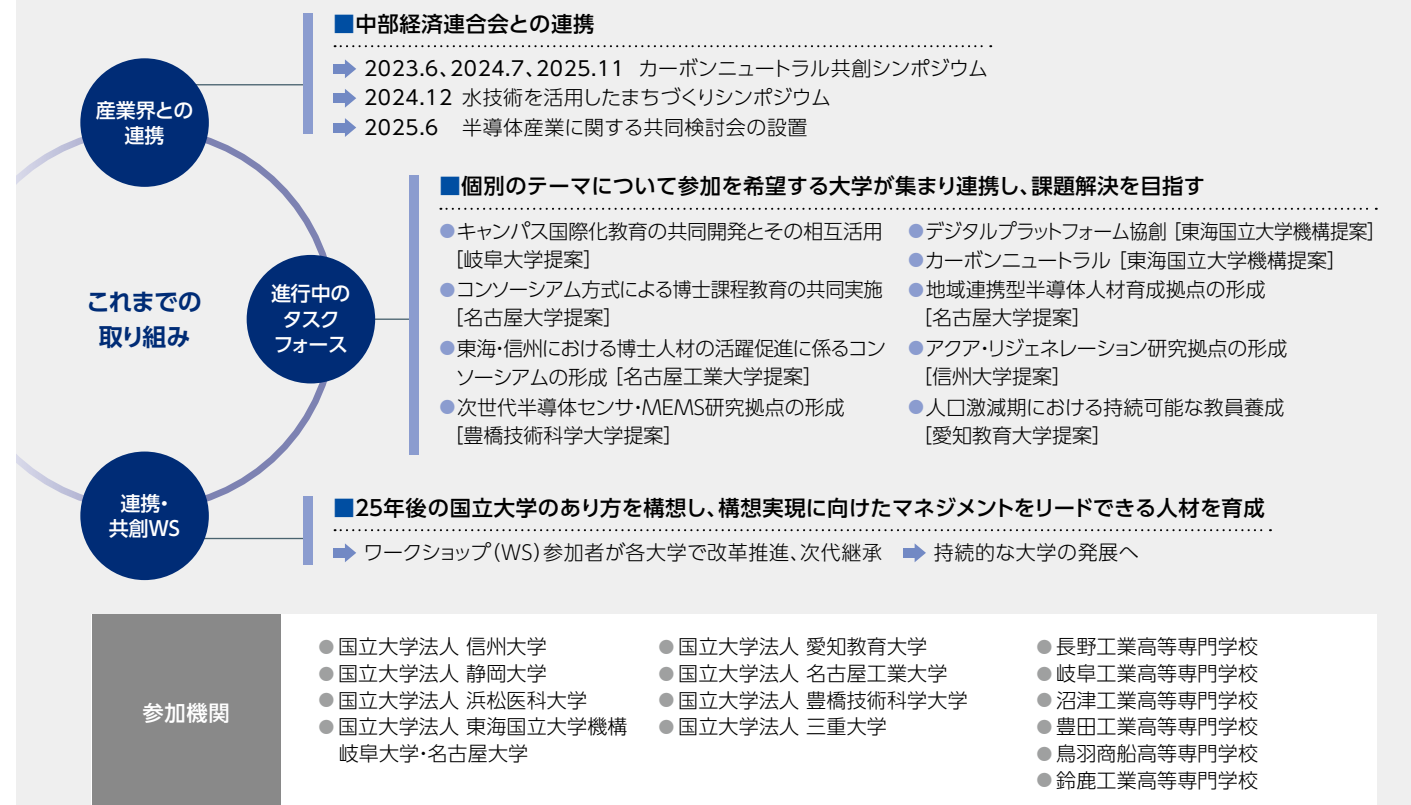 ■中部経済連合会との連携
➡ 2023.6、2024.7、2025.11 カーボンニュートラル共創シンポジウム
➡ 2024.12 水技術を活用したまちづくりシンポジウム
➡ 2025.6 半導体産業に関する共同検討会の設置
産業界との
連携
■個別のテーマについて参加を希望する大学が集まり連携し、課題解決を目指す
●キャンパス国際化教育の共同開発とその相互活用
[岐阜大学提案]
●コンソーシアム方式による博士課程教育の共同実施
[名古屋大学提案]
●東海・信州における博士人材の活躍促進に係るコン
ソーシアムの形成 [名古屋工業大学提案]
●次世代半導体センサ・MEMS研究拠点の形成
[豊橋技術科学大学提案]
●デジタルプラットフォーム協創 [東海国立大学機構提案]
●カーボンニュートラル [東海国立大学機構提案]
●地域連携型半導体人材育成拠点の形成
[名古屋大学提案]
●アクア・リジェネレーション研究拠点の形成
[信州大学提案]
●人口激減期における持続可能な教員養成
[愛知教育大学提案]
これまでの
取り組み
進行中の
タスク
フォース
連携・
共創WS
■25年後の国立大学のあり方を構想し、構想実現に向けたマネジメントをリードできる人材を育成
➡ ワークショップ(WS)参加者が各大学で改革推進、次代継承 ➡ 持続的な大学の発展へ
参加機関
●国立大学法人 信州大学
●国立大学法人 静岡大学
●国立大学法人 浜松医科大学
●国立大学法人 東海国立大学機構
岐阜大学・名古屋大学
●国立大学法人 愛知教育大学
●国立大学法人 名古屋工業大学
●国立大学法人 豊橋技術科学大学
●国立大学法人 三重大学
●長野工業高等専門学校
●岐阜工業高等専門学校
●沼津工業高等専門学校
●豊田工業高等専門学校
●鳥羽商船高等専門学校
●鈴鹿工業高等専門学校